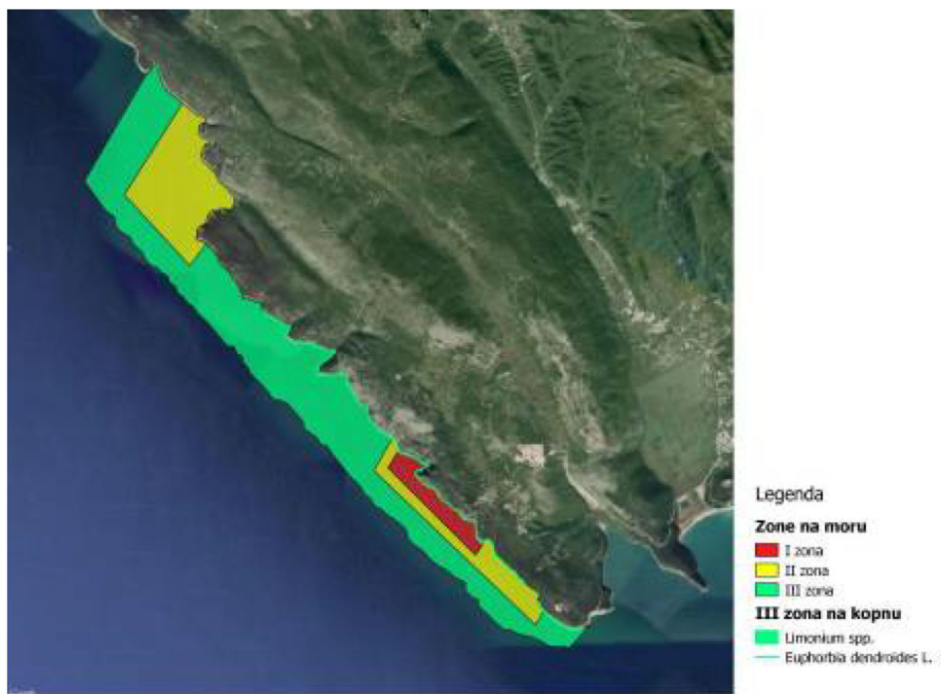 Legenda
Zone na moru
I zona
II zona
III zona
III zona na kopnu
Limonium spp.
Euphorbia dendroides L.